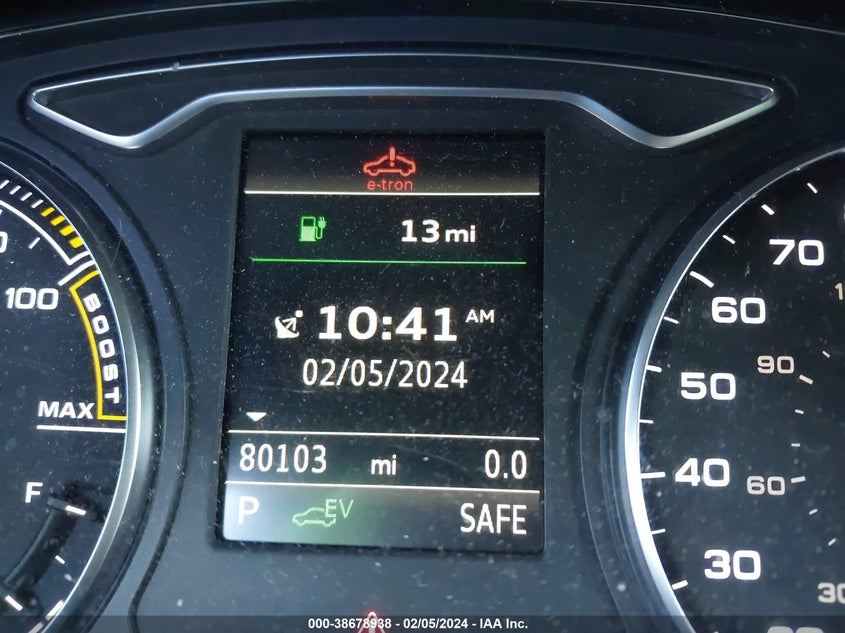 e-tron
13 mi
10:41 AM
02/05/2024
80103 mi 0.0
P EV SAFE
100
BOOST
MAX
F
70
60
50
40
30
90
60
30
000-38678938 - 02/05/2024 - IAA Inc.